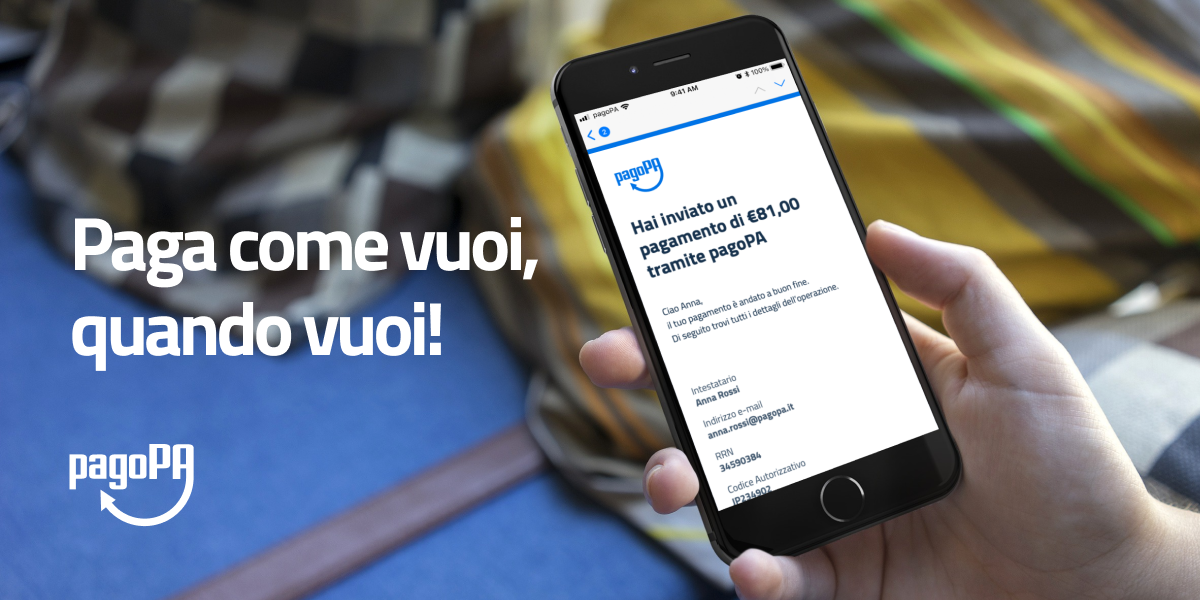 Paga come vuoi,
quando vuoi!
pagoPA
pagoPA 9:41 AM 100%
2
pagoPA
Hai inviato un
pagamento di €81,00
tramite pagoPA
Ciao Anna,
il tuo pagamento è andato a buon fine.
Di seguito trovi tutti i dettagli dell'operazione.
Intestatario
Anna Rossi
Indirizzo e-mail
anna.rossi@pagopa.it
RRN
34590384
Codice Autorizzativo
IP234902